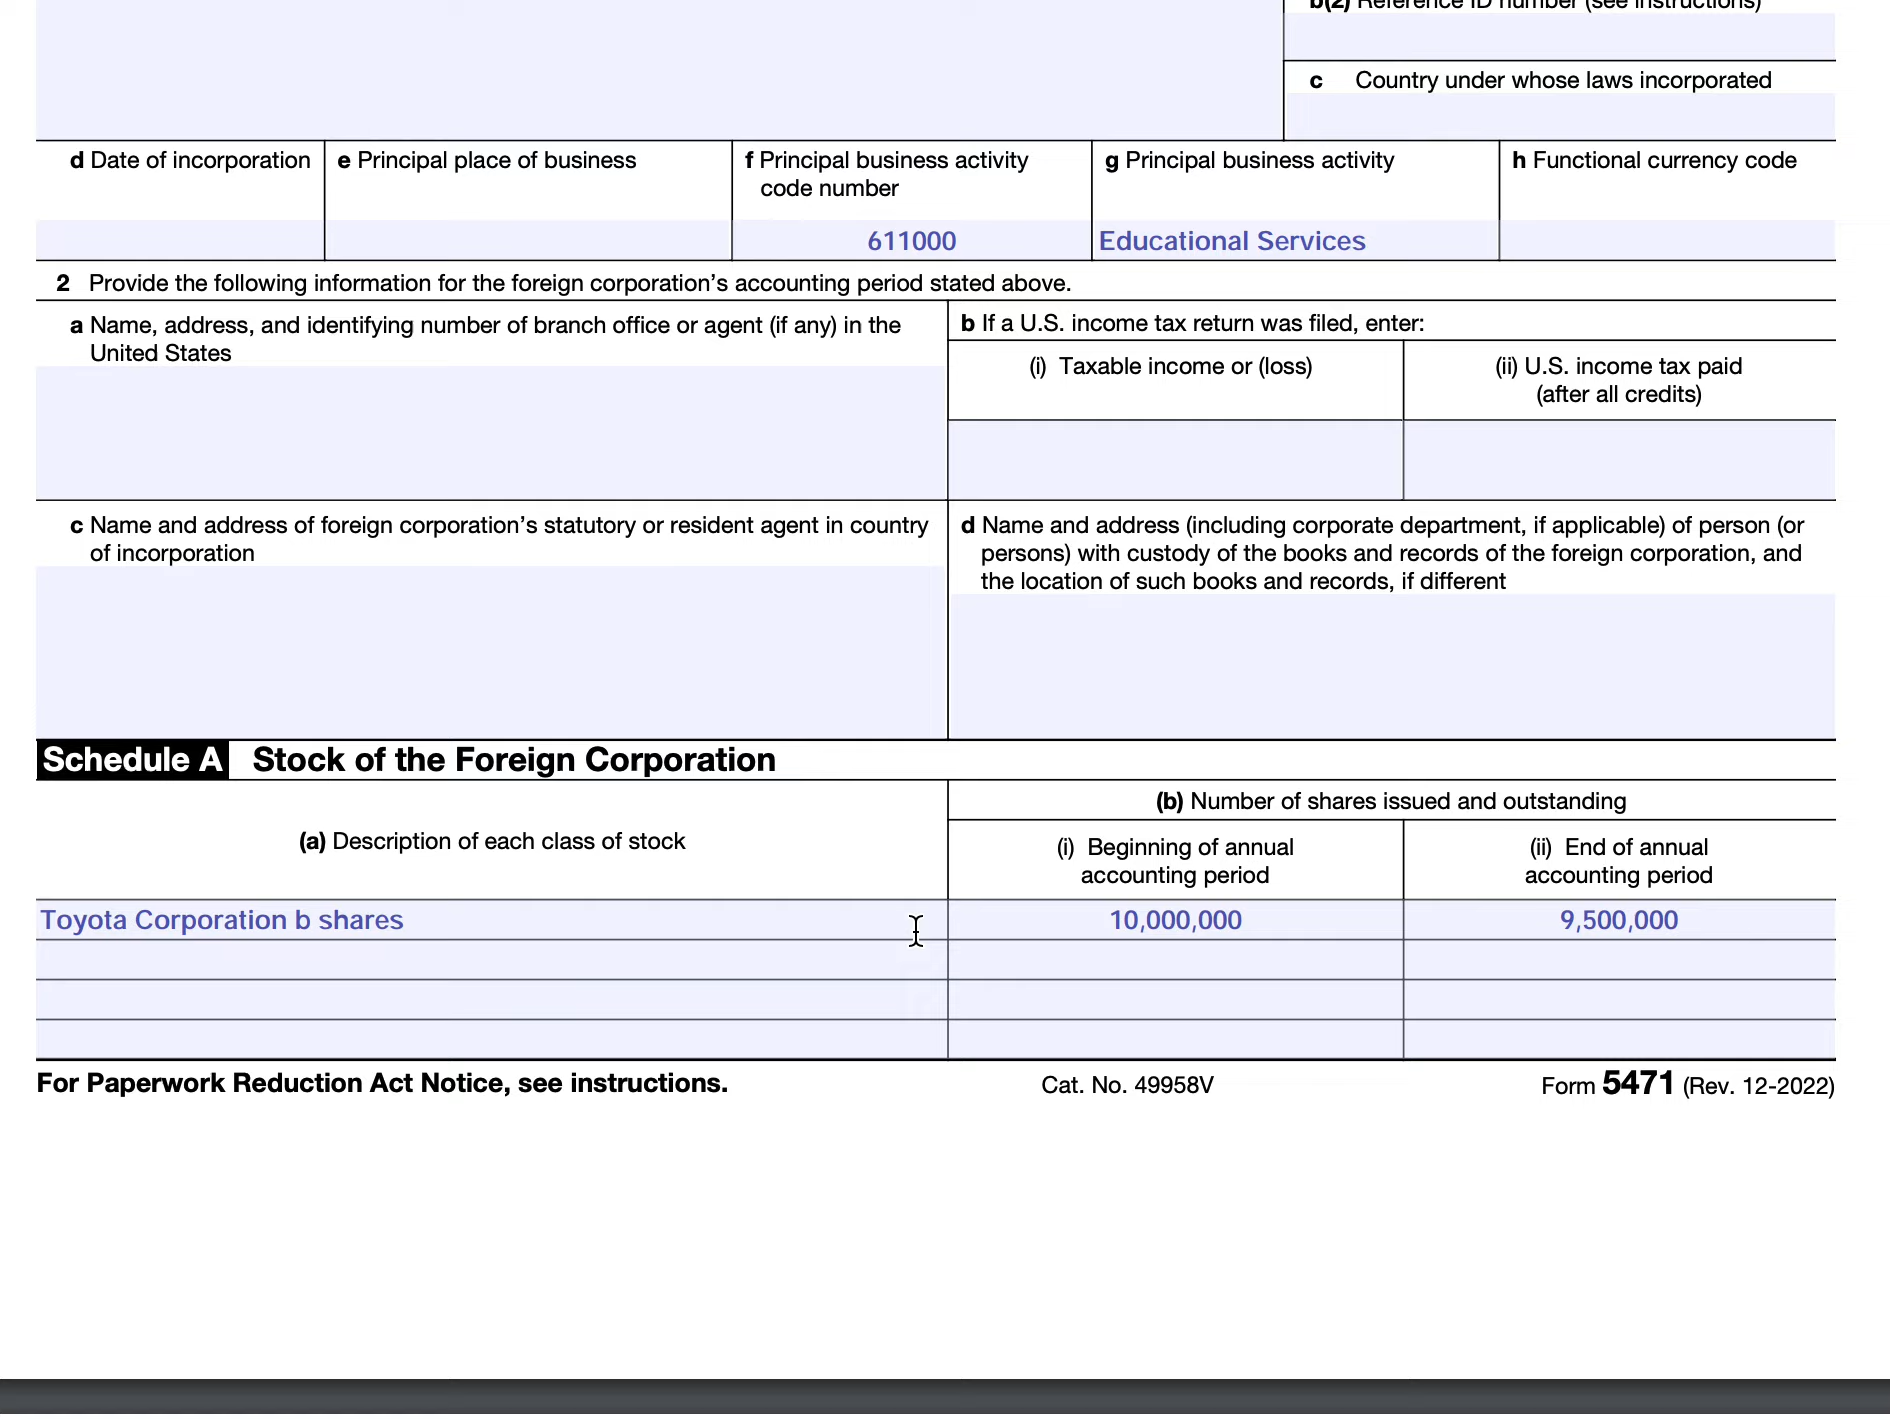 b(2) Reference ID number (see instructions)
c Country under whose laws incorporated
d Date of incorporation
e Principal place of business
f Principal business activity
code number
g Principal business activity
h Functional currency code
611000
Educational Services
2 Provide the following information for the foreign corporation’s accounting period stated above.
a Name, address, and identifying number of branch office or agent (if any) in the
United States
b If a U.S. income tax return was filed, enter:
(i) Taxable income or (loss)
(ii) U.S. income tax paid
(after all credits)
c Name and address of foreign corporation’s statutory or resident agent in country
of incorporation
d Name and address (including corporate department, if applicable) of person (or
persons) with custody of the books and records of the foreign corporation, and
the location of such books and records, if different
Schedule A Stock of the Foreign Corporation
(a) Description of each class of stock
(b) Number of shares issued and outstanding
(i) Beginning of annual
accounting period
(ii) End of annual
accounting period
Toyota Corporation b shares
10,000,000
9,500,000
For Paperwork Reduction Act Notice, see instructions.
Cat. No. 49958V
Form 5471 (Rev. 12-2022)